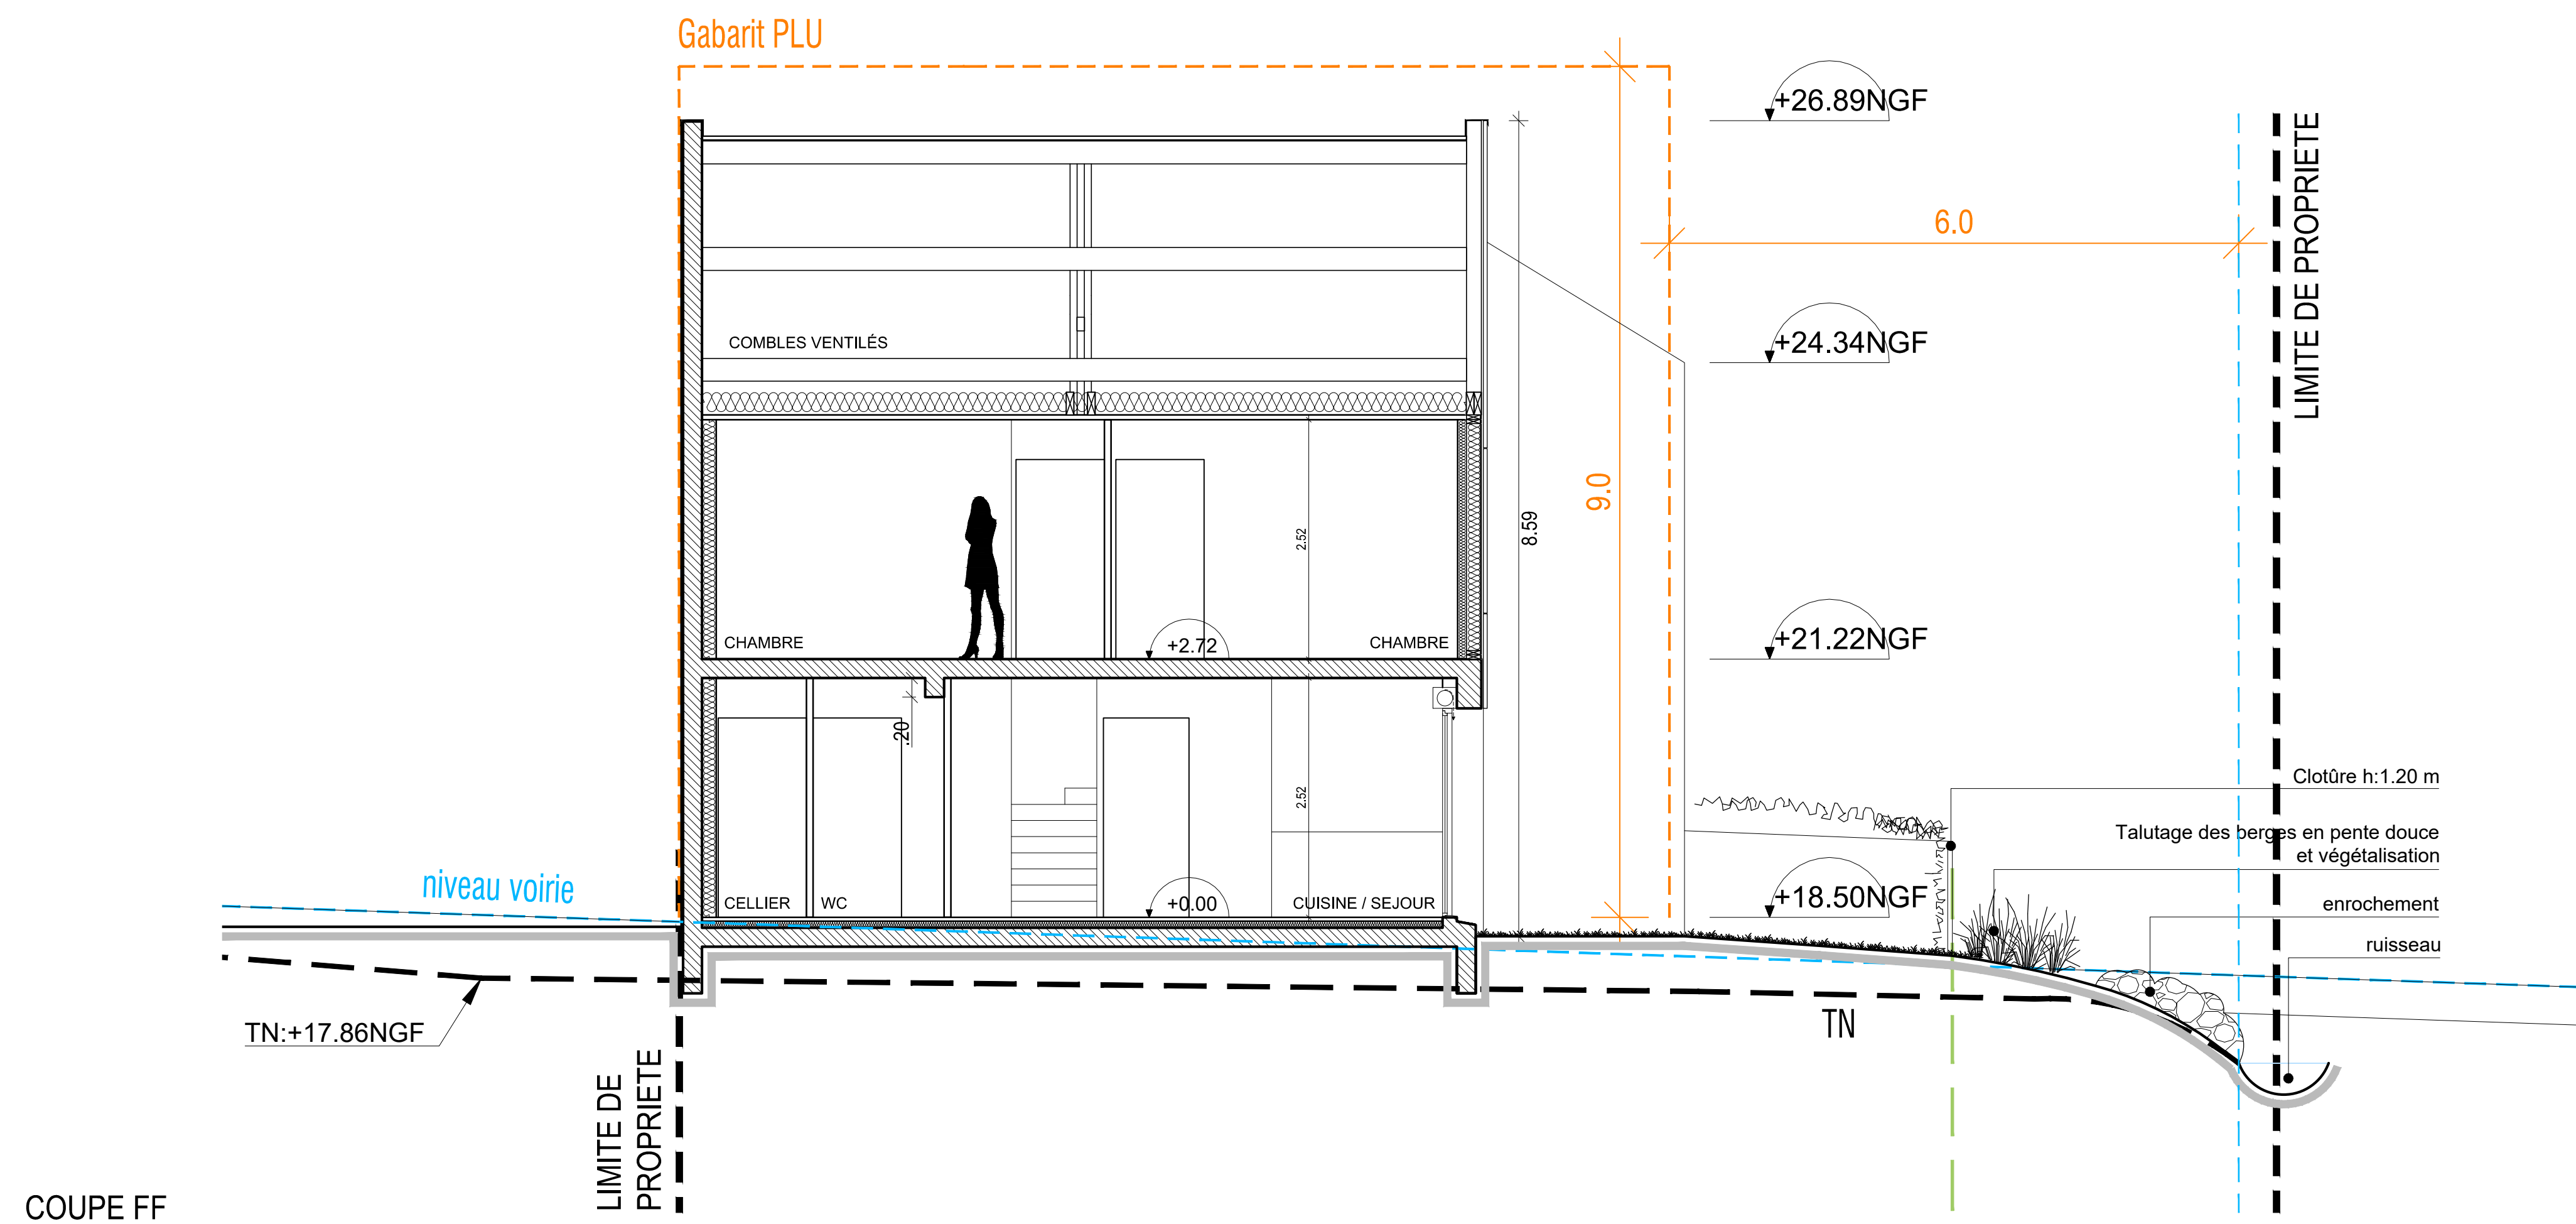 Gabarit PLU
+26.89NGF
LIMITE DE PROPRIETE
6.0
+24.34NGF
COMBLES VENTILÉS
9.0
8.59
2.52
+21.22NGF
CHAMBRE
+2.72
CHAMBRE
.20
2.52
Clotûre h:1.20 m
Talutage des berges en pente douce
et végétalisation
niveau voirie
CELLIER
WC
+0.00
CUISINE / SEJOUR
+18.50NGF
enrochement
ruisseau
TN:+17.86NGF
TN
LIMITE DE
PROPRIETE
COUPE FF